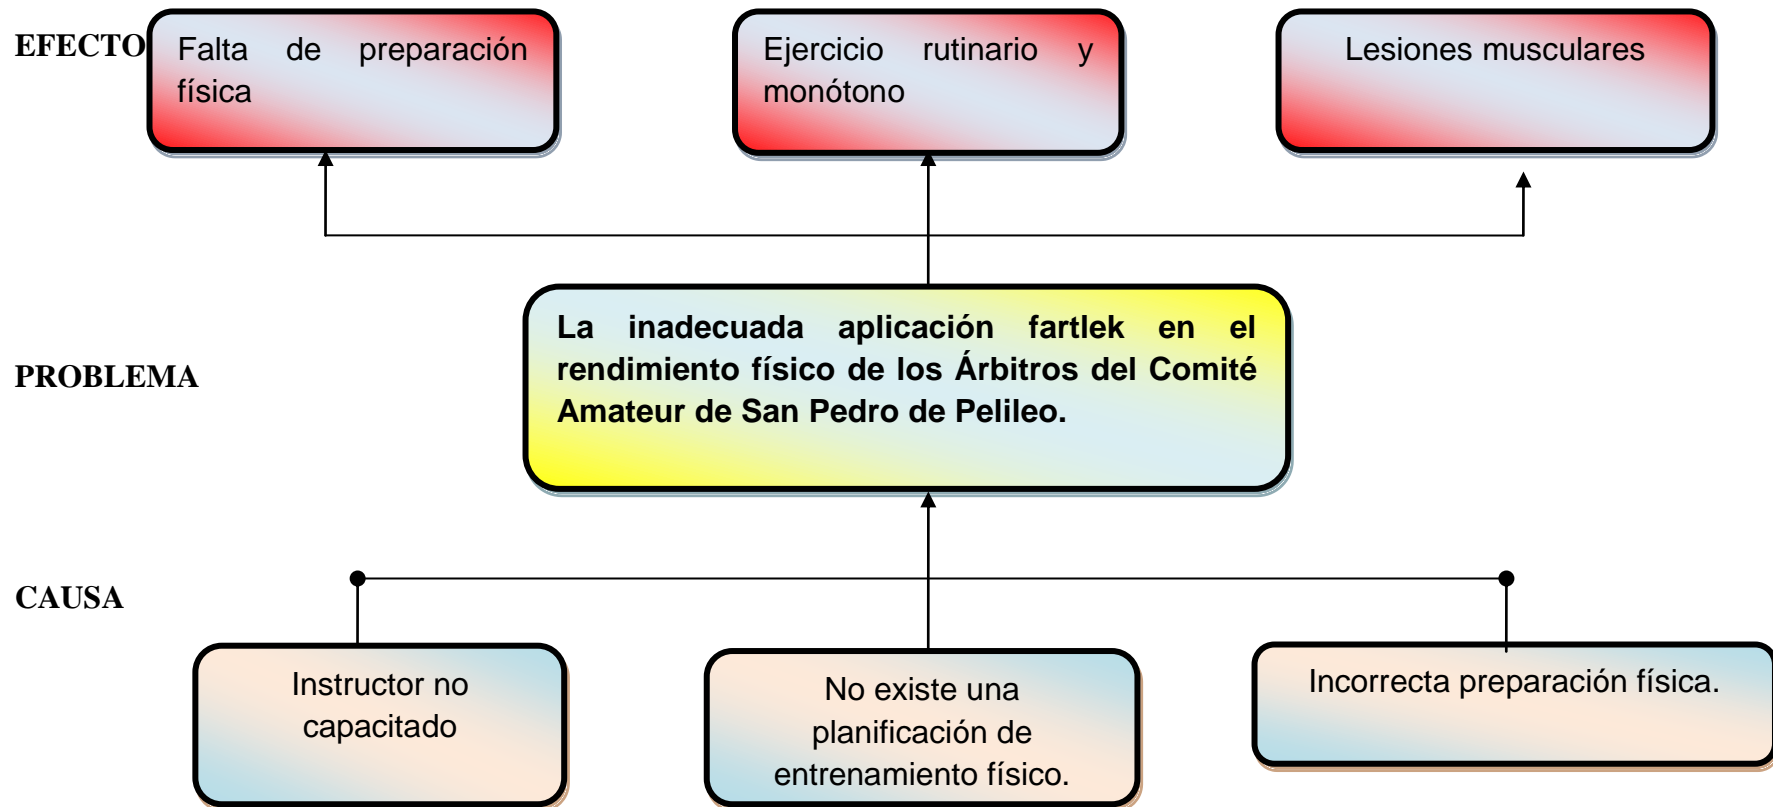 EFECTO
Falta de preparación
física
Ejercicio rutinario y
monótono
Lesiones musculares
PROBLEMA
La inadecuada aplicación fartlek en el
rendimiento físico de los Árbitros del Comité
Amateur de San Pedro de Pelileo.
CAUSA
Instructor no
capacitado
No existe una
planificación de
entrenamiento físico.
Incorrecta preparación física.